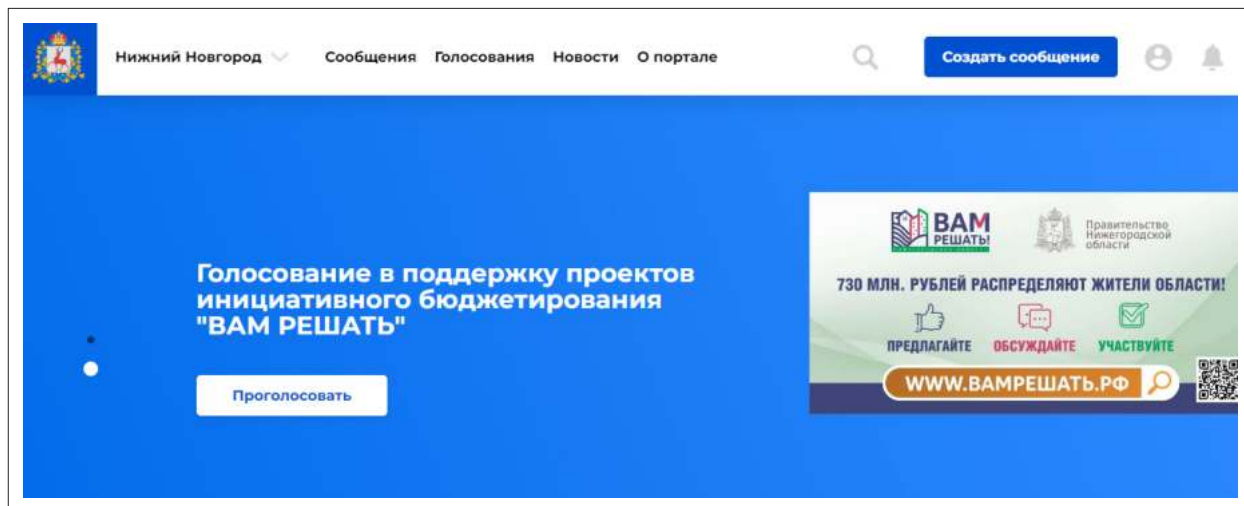 Нижний Новгород
Сообщения Голосования Новости О портале
Создать сообщение
Голосование в поддержку проектов
инициативного бюджетирования
"ВАМ РЕШАТЬ"
Проголосовать
ВАМ
РЕШАТЬ!
Правительство
Нижегородской
области
730 МЛН. РУБЛЕЙ РАСПРЕДЕЛЯЮТ ЖИТЕЛИ ОБЛАСТИ!
ПРЕДЛАГАЙТЕ ОБСУЖДАЙТЕ УЧАСТВУЙТЕ
WWW.ВАМРЕШАТЬ.РФ